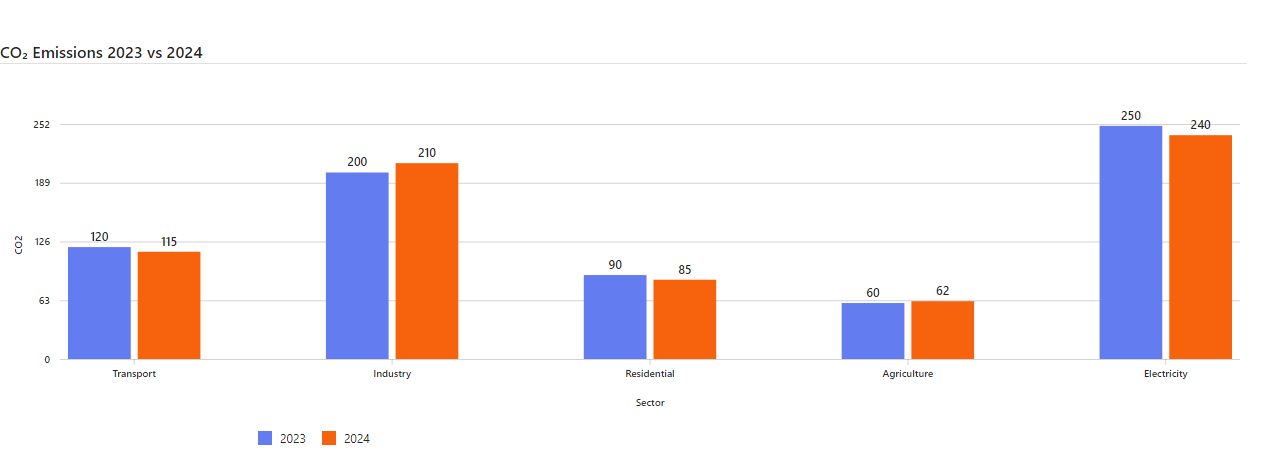 CO₂ Emissions 2023 vs 2024
252
189
126
63
0
CO2
120
115
200
210
90
85
60
62
250
240
Transport
Industry
Residential
Agriculture
Electricity
Sector
2023
2024